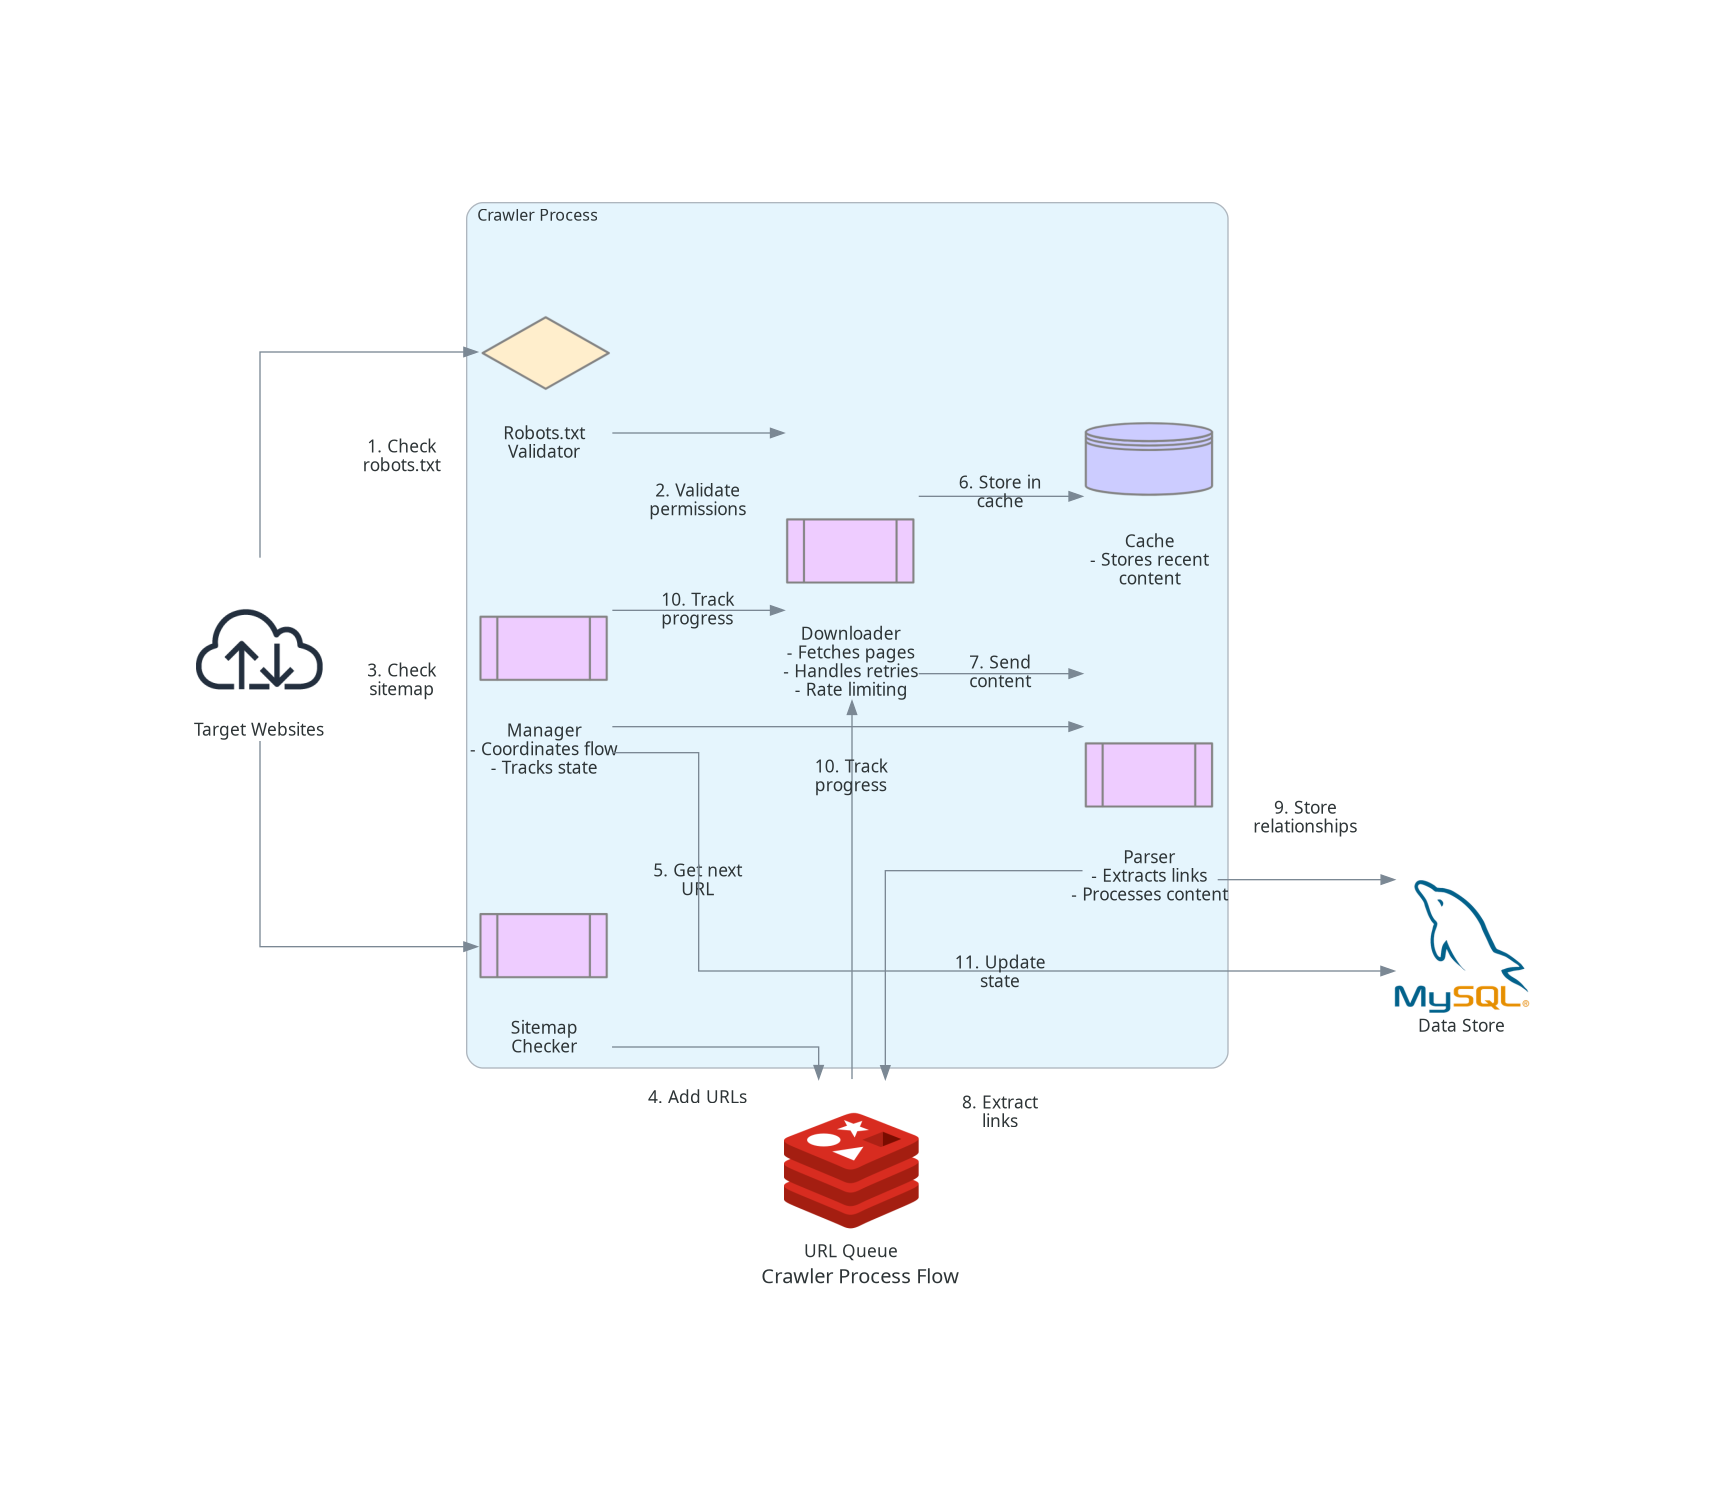 Crawler Process
1. Check
robots.txt
Robots.txt
Validator
2. Validate
permissions
6. Store in
cache
Cache
- Stores recent
content
10. Track
progress
Downloader
- Fetches pages
- Handles retries
- Rate limiting
7. Send
content
3. Check
sitemap
Target Websites
Manager
- Coordinates flow
- Tracks state
10. Track
progress
9. Store
relationships
5. Get next
URL
Parser
- Extracts links
- Processes content
11. Update
state
MySQL®
Data Store
Sitemap
Checker
4. Add URLs
8. Extract
links
URL Queue
Crawler Process Flow